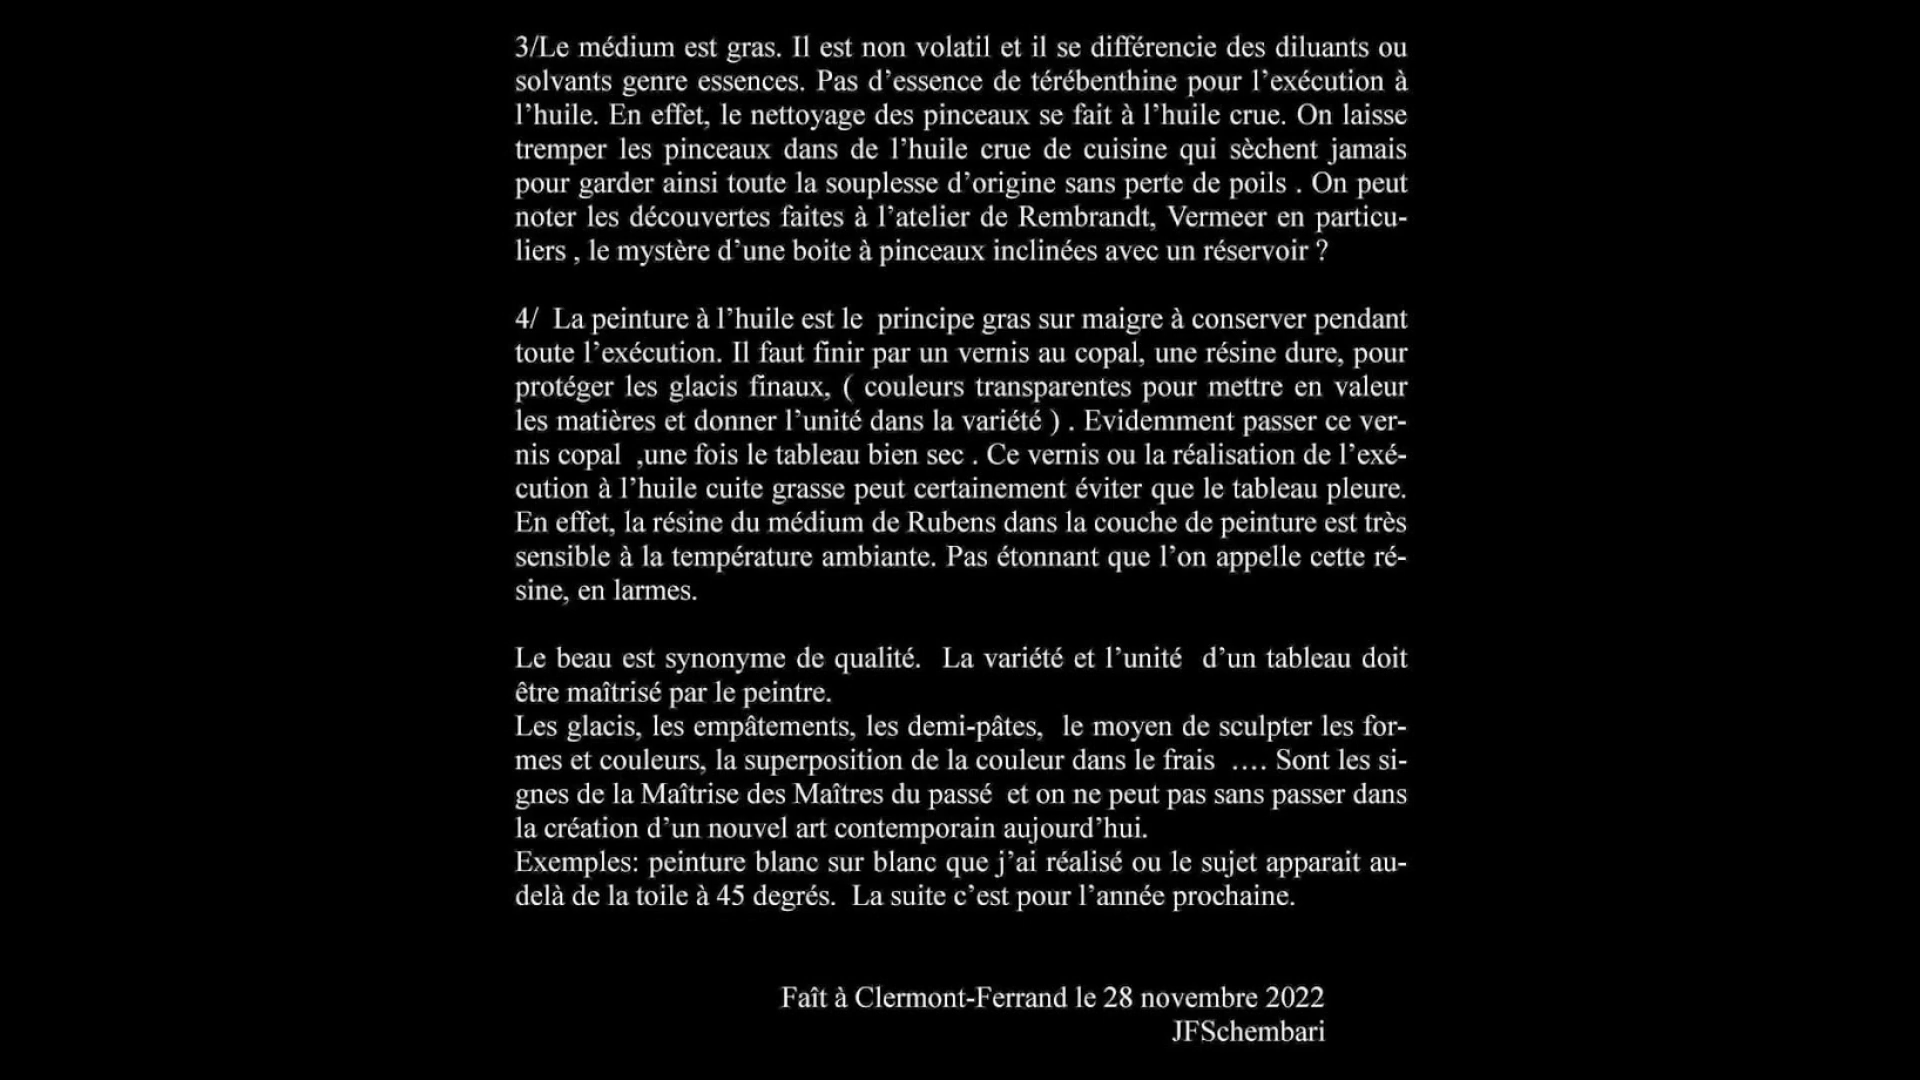 3/Le médium est gras. Il est non volatil et il se différencie des diluants ou
solvants genre essences. Pas d’essence de térébenthine pour l’exécution à
l’huile. En effet, le nettoyage des pinceaux se fait à l’huile crue. On laisse
tremper les pinceaux dans de l’huile crue de cuisine qui sèchent jamais
pour garder ainsi toute la souplesse d’origine sans perte de poils . On peut
noter les découvertes faites à l’atelier de Rembrandt, Vermeer en particu-
liers , le mystère d’une boite à pinceaux inclinées avec un réservoir ?
4/  La peinture à l’huile est le  principe gras sur maigre à conserver pendant
toute l’exécution. Il faut finir par un vernis au copal, une résine dure, pour
protéger les glacis finaux, ( couleurs transparentes pour mettre en valeur
les matières et donner l’unité dans la variété ) . Evidemment passer ce ver-
nis copal  ,une fois le tableau bien sec . Ce vernis ou la réalisation de l’exé-
cution à l’huile cuite grasse peut certainement éviter que le tableau pleure.
En effet, la résine du médium de Rubens dans la couche de peinture est très
sensible à la température ambiante. Pas étonnant que l’on appelle cette ré-
sine, en larmes.
Le beau est synonyme de qualité.  La variété et l’unité  d’un tableau doit
être maîtrisé par le peintre.
Les glacis, les empâtements, les demi-pâtes,  le moyen de sculpter les for-
mes et couleurs, la superposition de la couleur dans le frais  …. Sont les si-
gnes de la Maîtrise des Maîtres du passé  et on ne peut pas sans passer dans
la création d’un nouvel art contemporain aujourd’hui.
Exemples: peinture blanc sur blanc que j’ai réalisé ou le sujet apparait au-
delà de la toile à 45 degrés.  La suite c’est pour l’année prochaine.
Faît à Clermont-Ferrand le 28 novembre 2022
JFSchembari